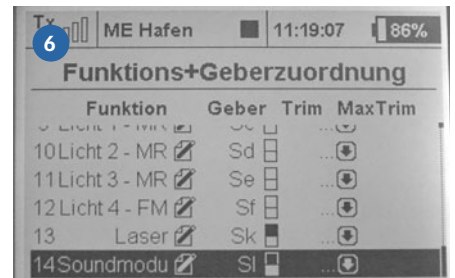 Tx ME Hafen 11:19:07 86%
6
Funktions+Geberzuordnung
Funktion Geber Trim MaxTrim
10 Licht 2 - MR Sd ...
11 Licht 3 - MR Se ...
12 Licht 4 - FM Sf ...
13 Laser Sk ...
14 Soundmodu Sl ...